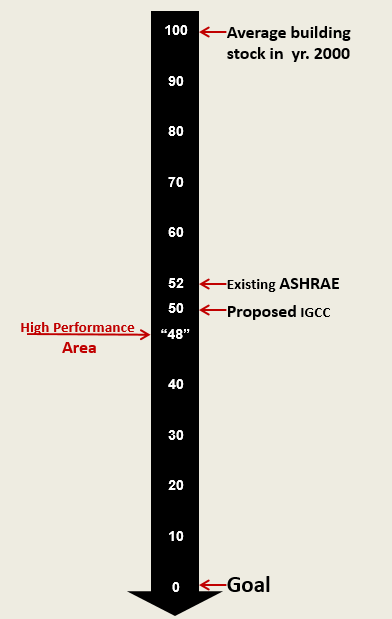 100
Average building
stock in yr. 2000
90
80
70
60
52
Existing ASHRAE
50
Proposed IGCC
High Performance
Area
“48”
40
30
20
10
0
Goal